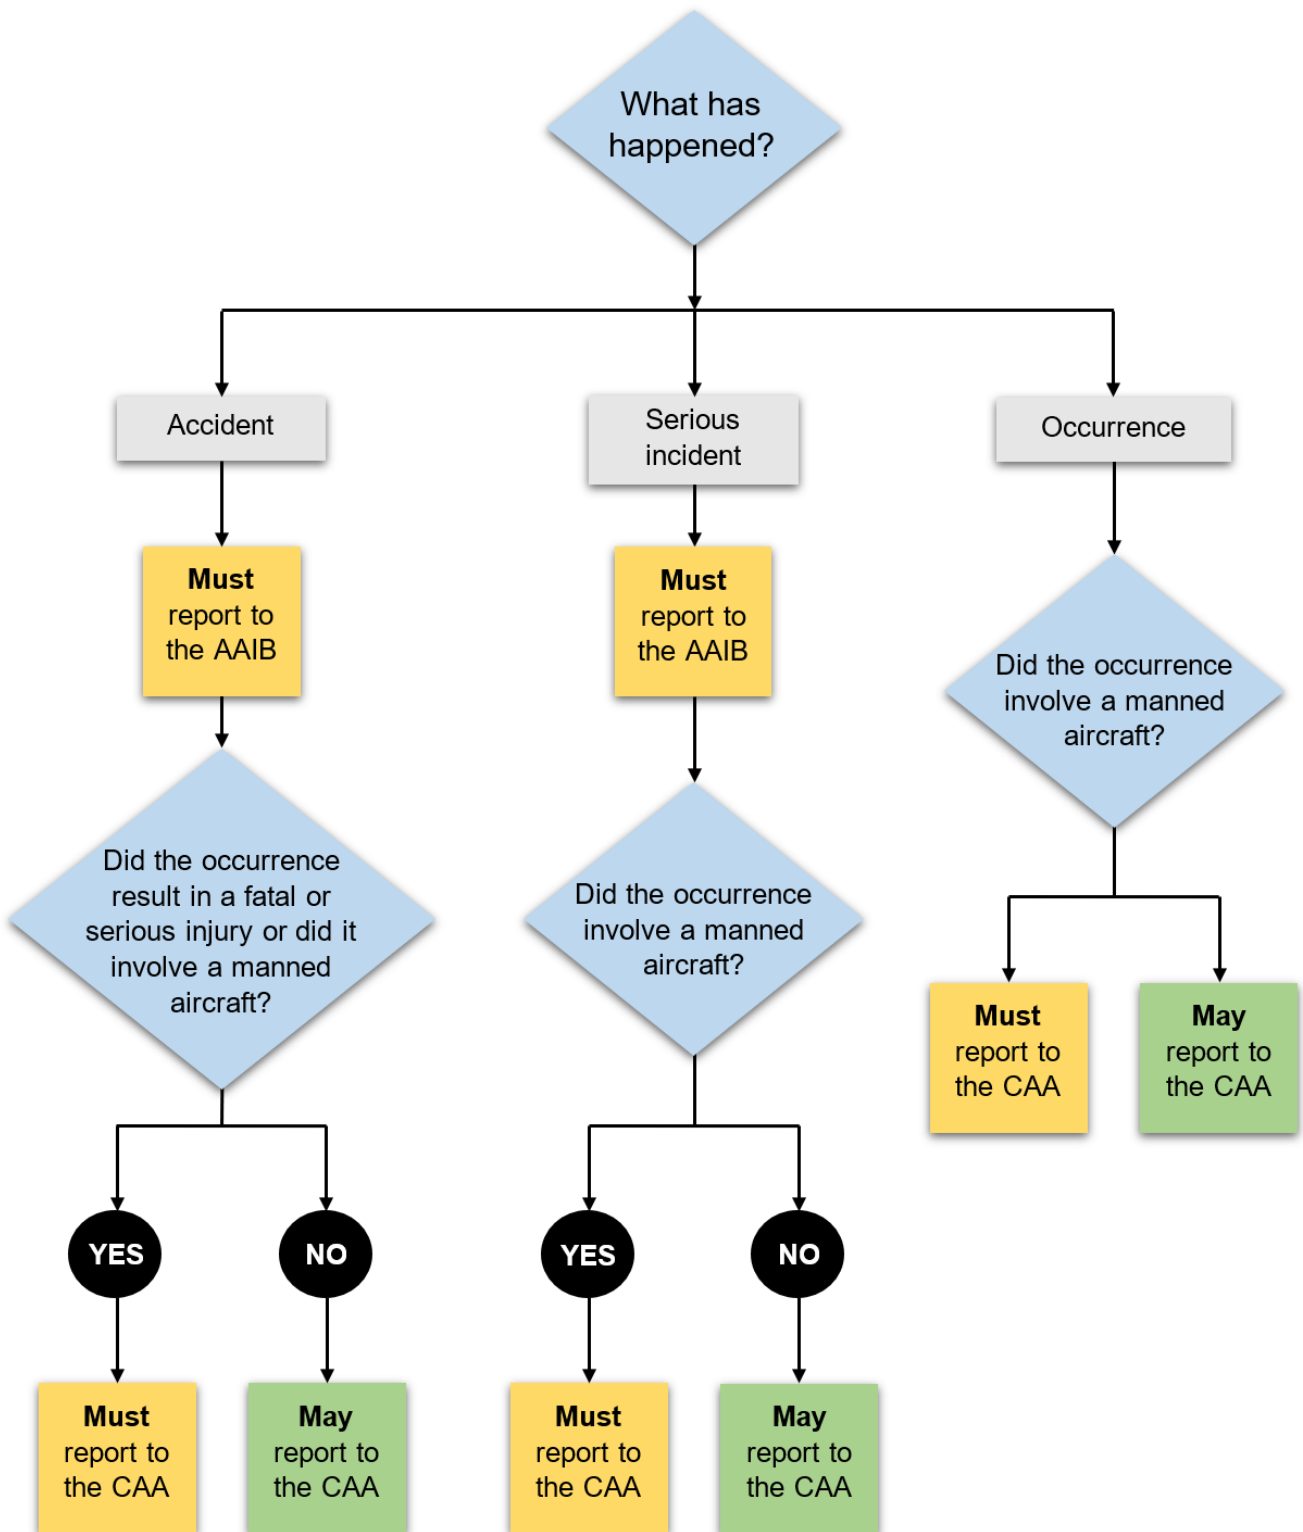 What has
happened?
Accident
Serious
incident
Occurrence
Must
report to
the AAIB
Must
report to
the AAIB
Did the occurrence
involve a manned
aircraft?
Did the occurrence
result in a fatal or
serious injury or did it
involve a manned
aircraft?
Did the occurrence
involve a manned
aircraft?
Must
report to
the CAA
May
report to
the CAA
YES
NO
YES
NO
Must
report to
the CAA
May
report to
the CAA
Must
report to
the CAA
May
report to
the CAA